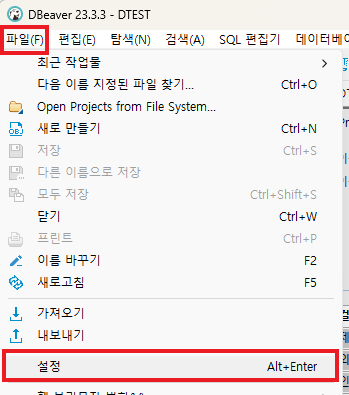 DBeaver 23.3.3 - DTEST
파일(F) 편집(E) 탐색(N) 검색(A) SQL 편집기 데이터베이
최근 작업물
다음 이름 지정된 파일 찾기... Ctrl+O
Open Projects from File System...
새로 만들기 Ctrl+N
저장 Ctrl+S
다른 이름으로 저장
모두 저장 Ctrl+Shift+S
닫기 Ctrl+W
프린트 Ctrl+P
이름 바꾸기 F2
새로고침 F5
가져오기
내보내기
설정 Alt+Enter